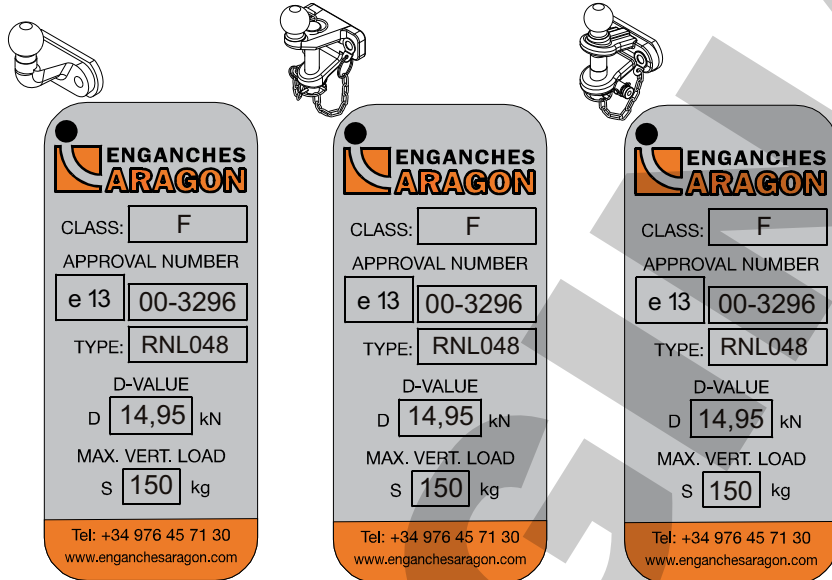 ENGANCHES
ARAGON
CLASS: F
APPROVAL NUMBER
e 13 00-3296
TYPE: RNL048
D-VALUE
D 14,95 kN
MAX. VERT. LOAD
S 150 kg
Tel: +34 976 45 71 30
www.enganchesaragon.com
ENGANCHES
ARAGON
CLASS: F
APPROVAL NUMBER
e 13 00-3296
TYPE: RNL048
D-VALUE
D 14,95 kN
MAX. VERT. LOAD
S 150 kg
Tel: +34 976 45 71 30
www.enganchesaragon.com
ENGANCHES
ARAGON
CLASS: F
APPROVAL NUMBER
e 13 00-3296
TYPE: RNL048
D-VALUE
D 14,95 kN
MAX. VERT. LOAD
S 150 kg
Tel: +34 976 45 71 30
www.enganchesaragon.com